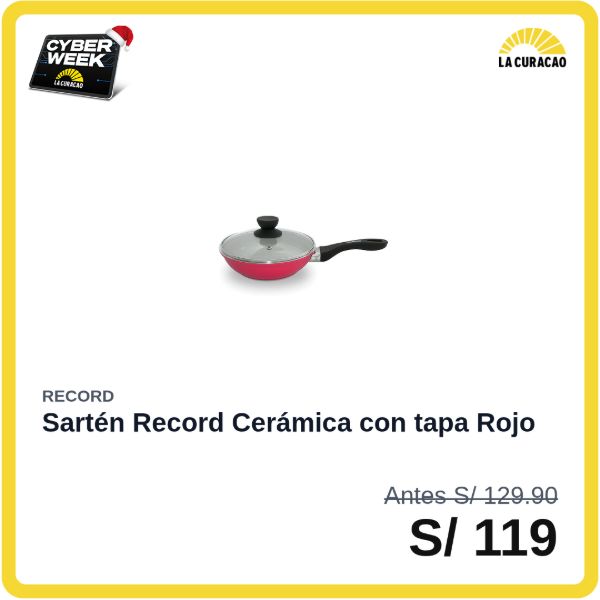 CYBER
WEEK
LA CURACAO
LA CURACAO
RECORD
Sartén Record Cerámica con tapa Rojo
Antes S/ 129.90
S/ 119